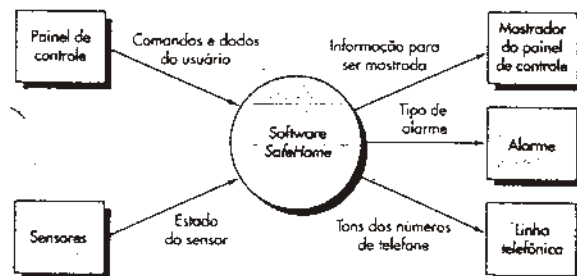 Painel de
controle
Comandos e dados
do usuário
Informação para
ser mostrada
Mostrador
do painel
de controle
Software
SafeHome
Tipo de
alarme
Alarme
Sensores
Estado
do sensor
Tons dos números
de telefone
Linha
telefônica